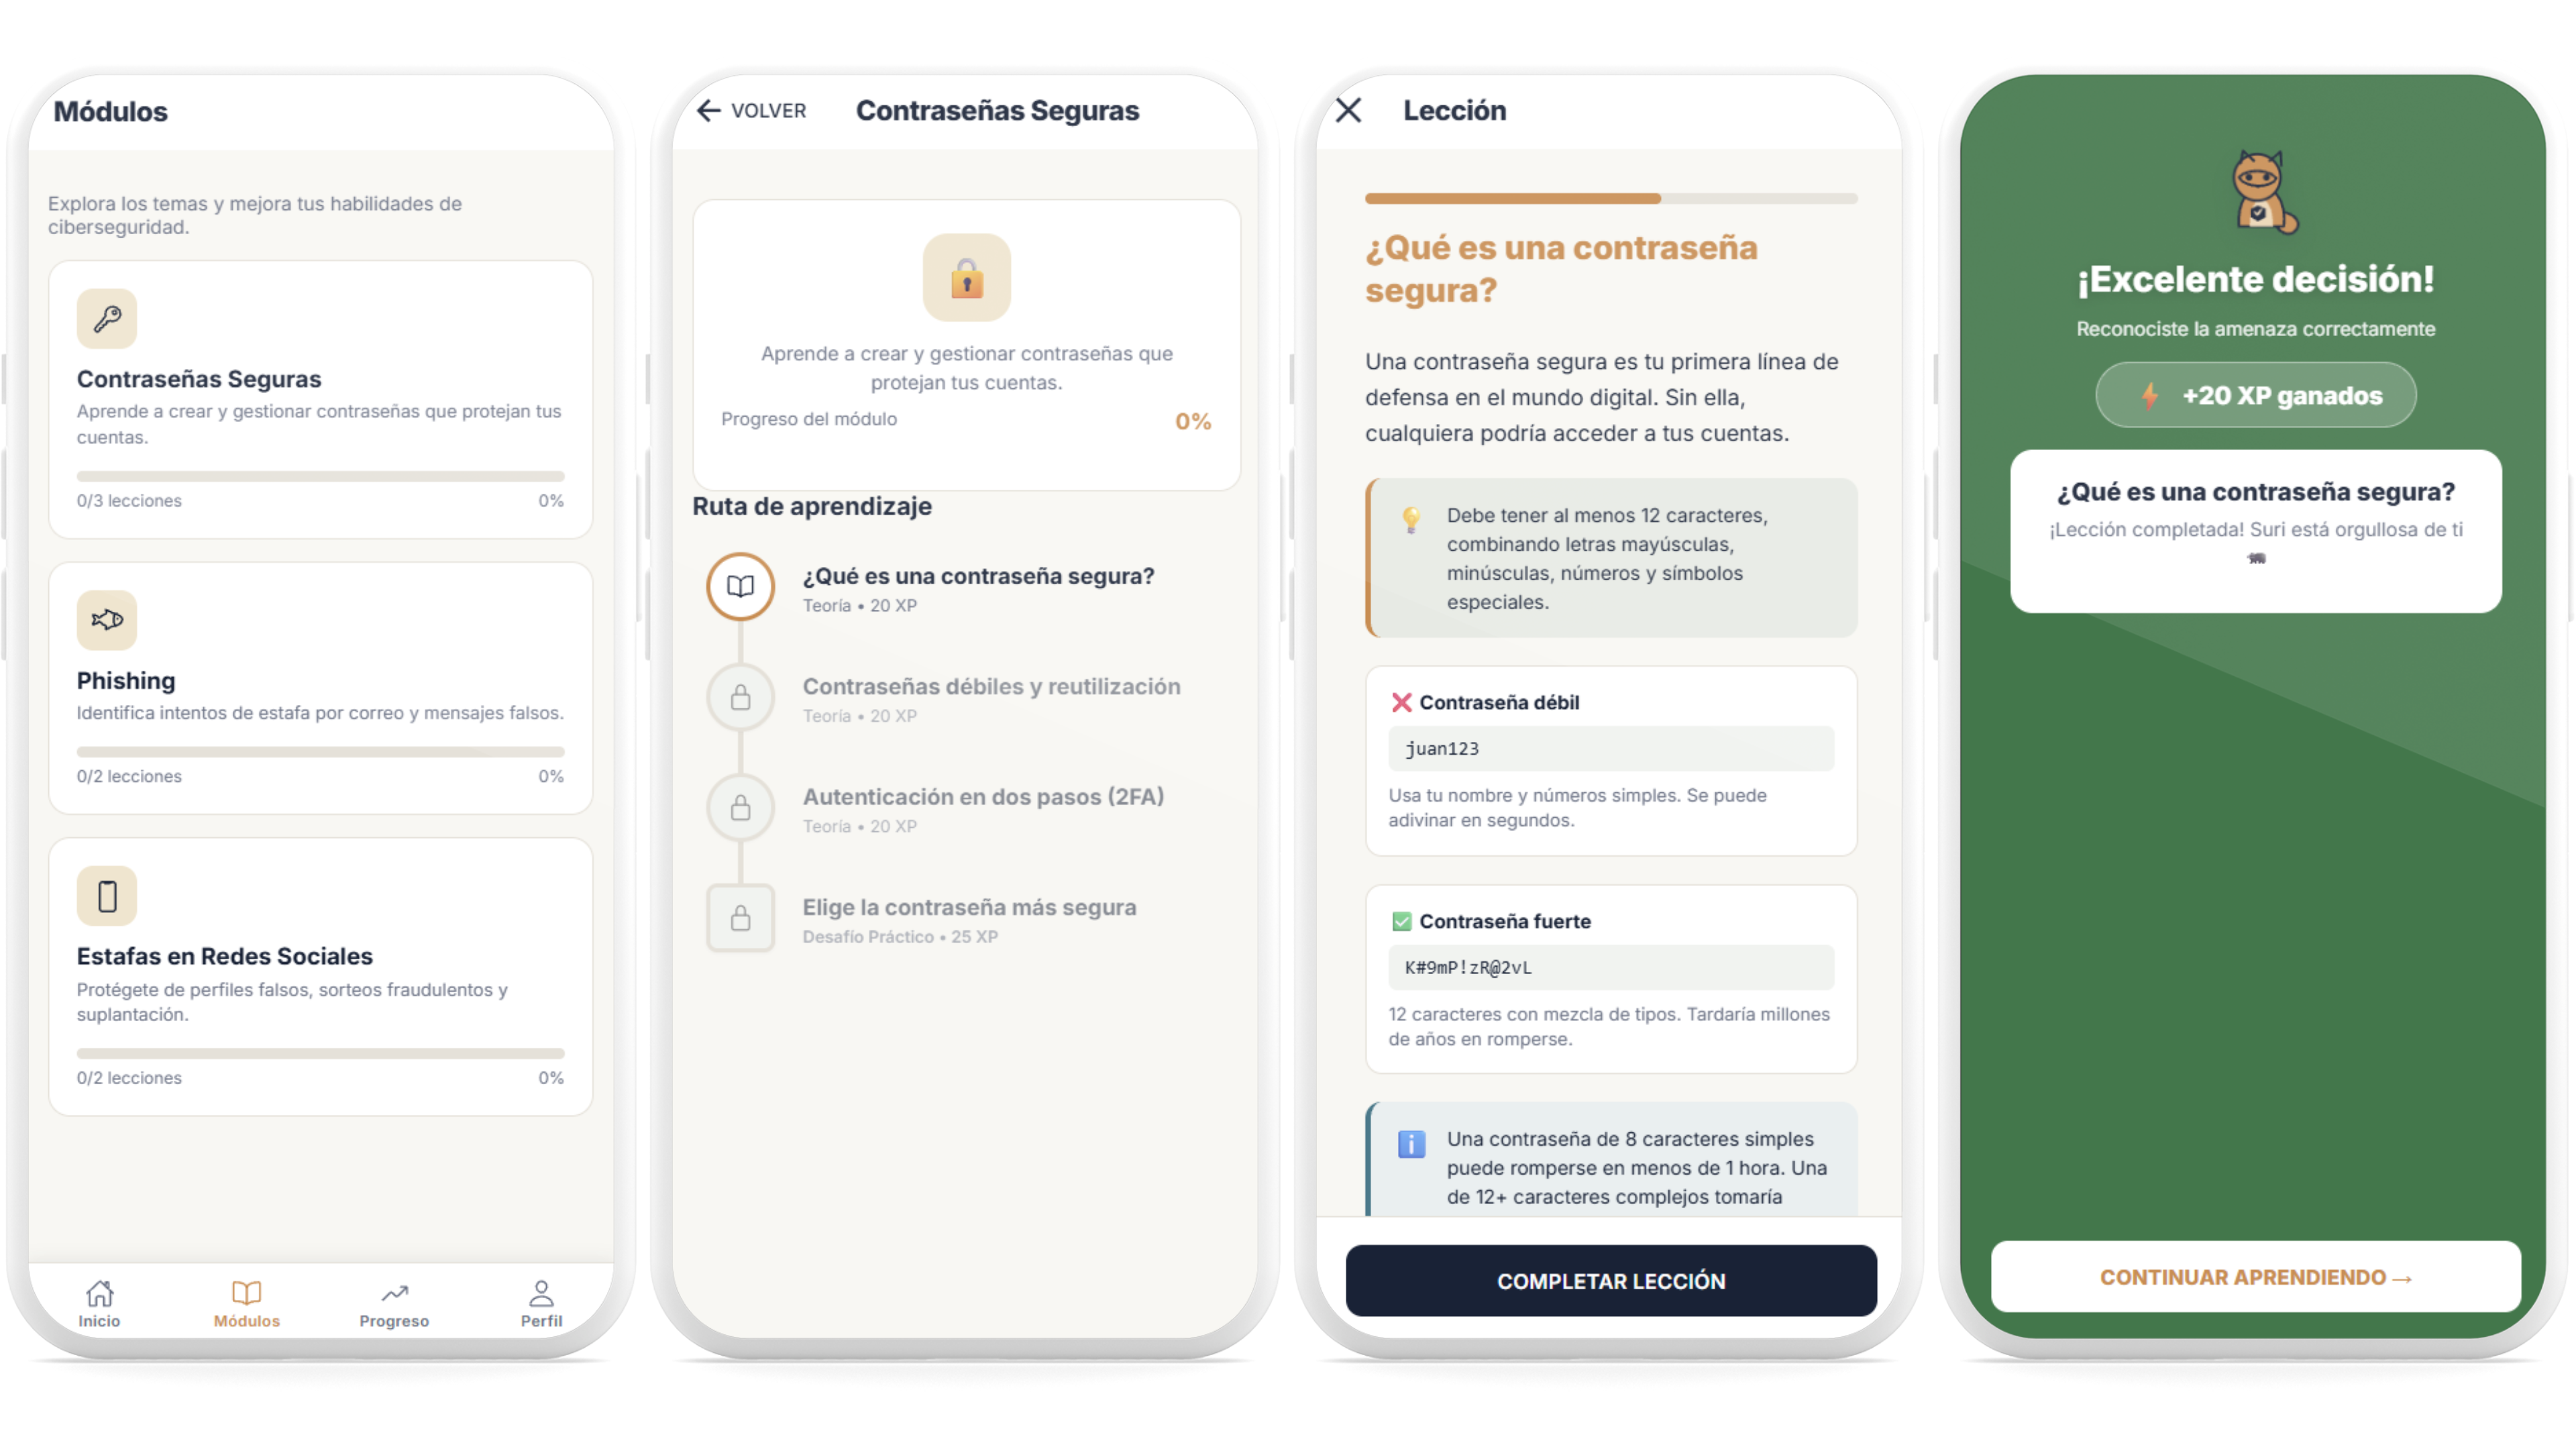 Módulos
Explora los temas y mejora tus habilidades de
ciberseguridad.
Contraseñas Seguras
Aprende a crear y gestionar contraseñas que protejan tus
cuentas.
0/3 lecciones 0%
Phishing
Identifica intentos de estafa por correo y mensajes falsos.
0/2 lecciones 0%
Estafas en Redes Sociales
Protégete de perfiles falsos, sorteos fraudulentos y
suplantación.
0/2 lecciones 0%
Inicio Módulos Progreso Perfil
← VOLVER Contraseñas Seguras
Aprende a crear y gestionar contraseñas que
protejan tus cuentas.
Progreso del módulo 0%
Ruta de aprendizaje
¿Qué es una contraseña segura?
Teoría • 20 XP
Contraseñas débiles y reutilización
Teoría • 20 XP
Autenticación en dos pasos (2FA)
Teoría • 20 XP
Elige la contraseña más segura
Desafío Práctico • 25 XP
Lección
¿Qué es una contraseña
segura?
Una contraseña segura es tu primera línea de
defensa en el mundo digital. Sin ella,
cualquiera podría acceder a tus cuentas.
Debe tener al menos 12 caracteres,
combinando letras mayúsculas,
minúsculas, números y símbolos
especiales.
❌ Contraseña débil
juan123
Usa tu nombre y números simples. Se puede
adivinar en segundos.
✅ Contraseña fuerte
K#9mP!zR@2vL
12 caracteres con mezcla de tipos. Tardaría millones
de años en romperse.
Una contraseña de 8 caracteres simples
puede romperse en menos de 1 hora. Una
de 12+ caracteres complejos tomaría
COMPLETAR LECCIÓN
¡Excelente decisión!
Reconociste la amenaza correctamente
+20 XP ganados
¿Qué es una contraseña segura?
¡Lección completada! Suri está orgullosa de ti
CONTINUAR APRENDIENDO →